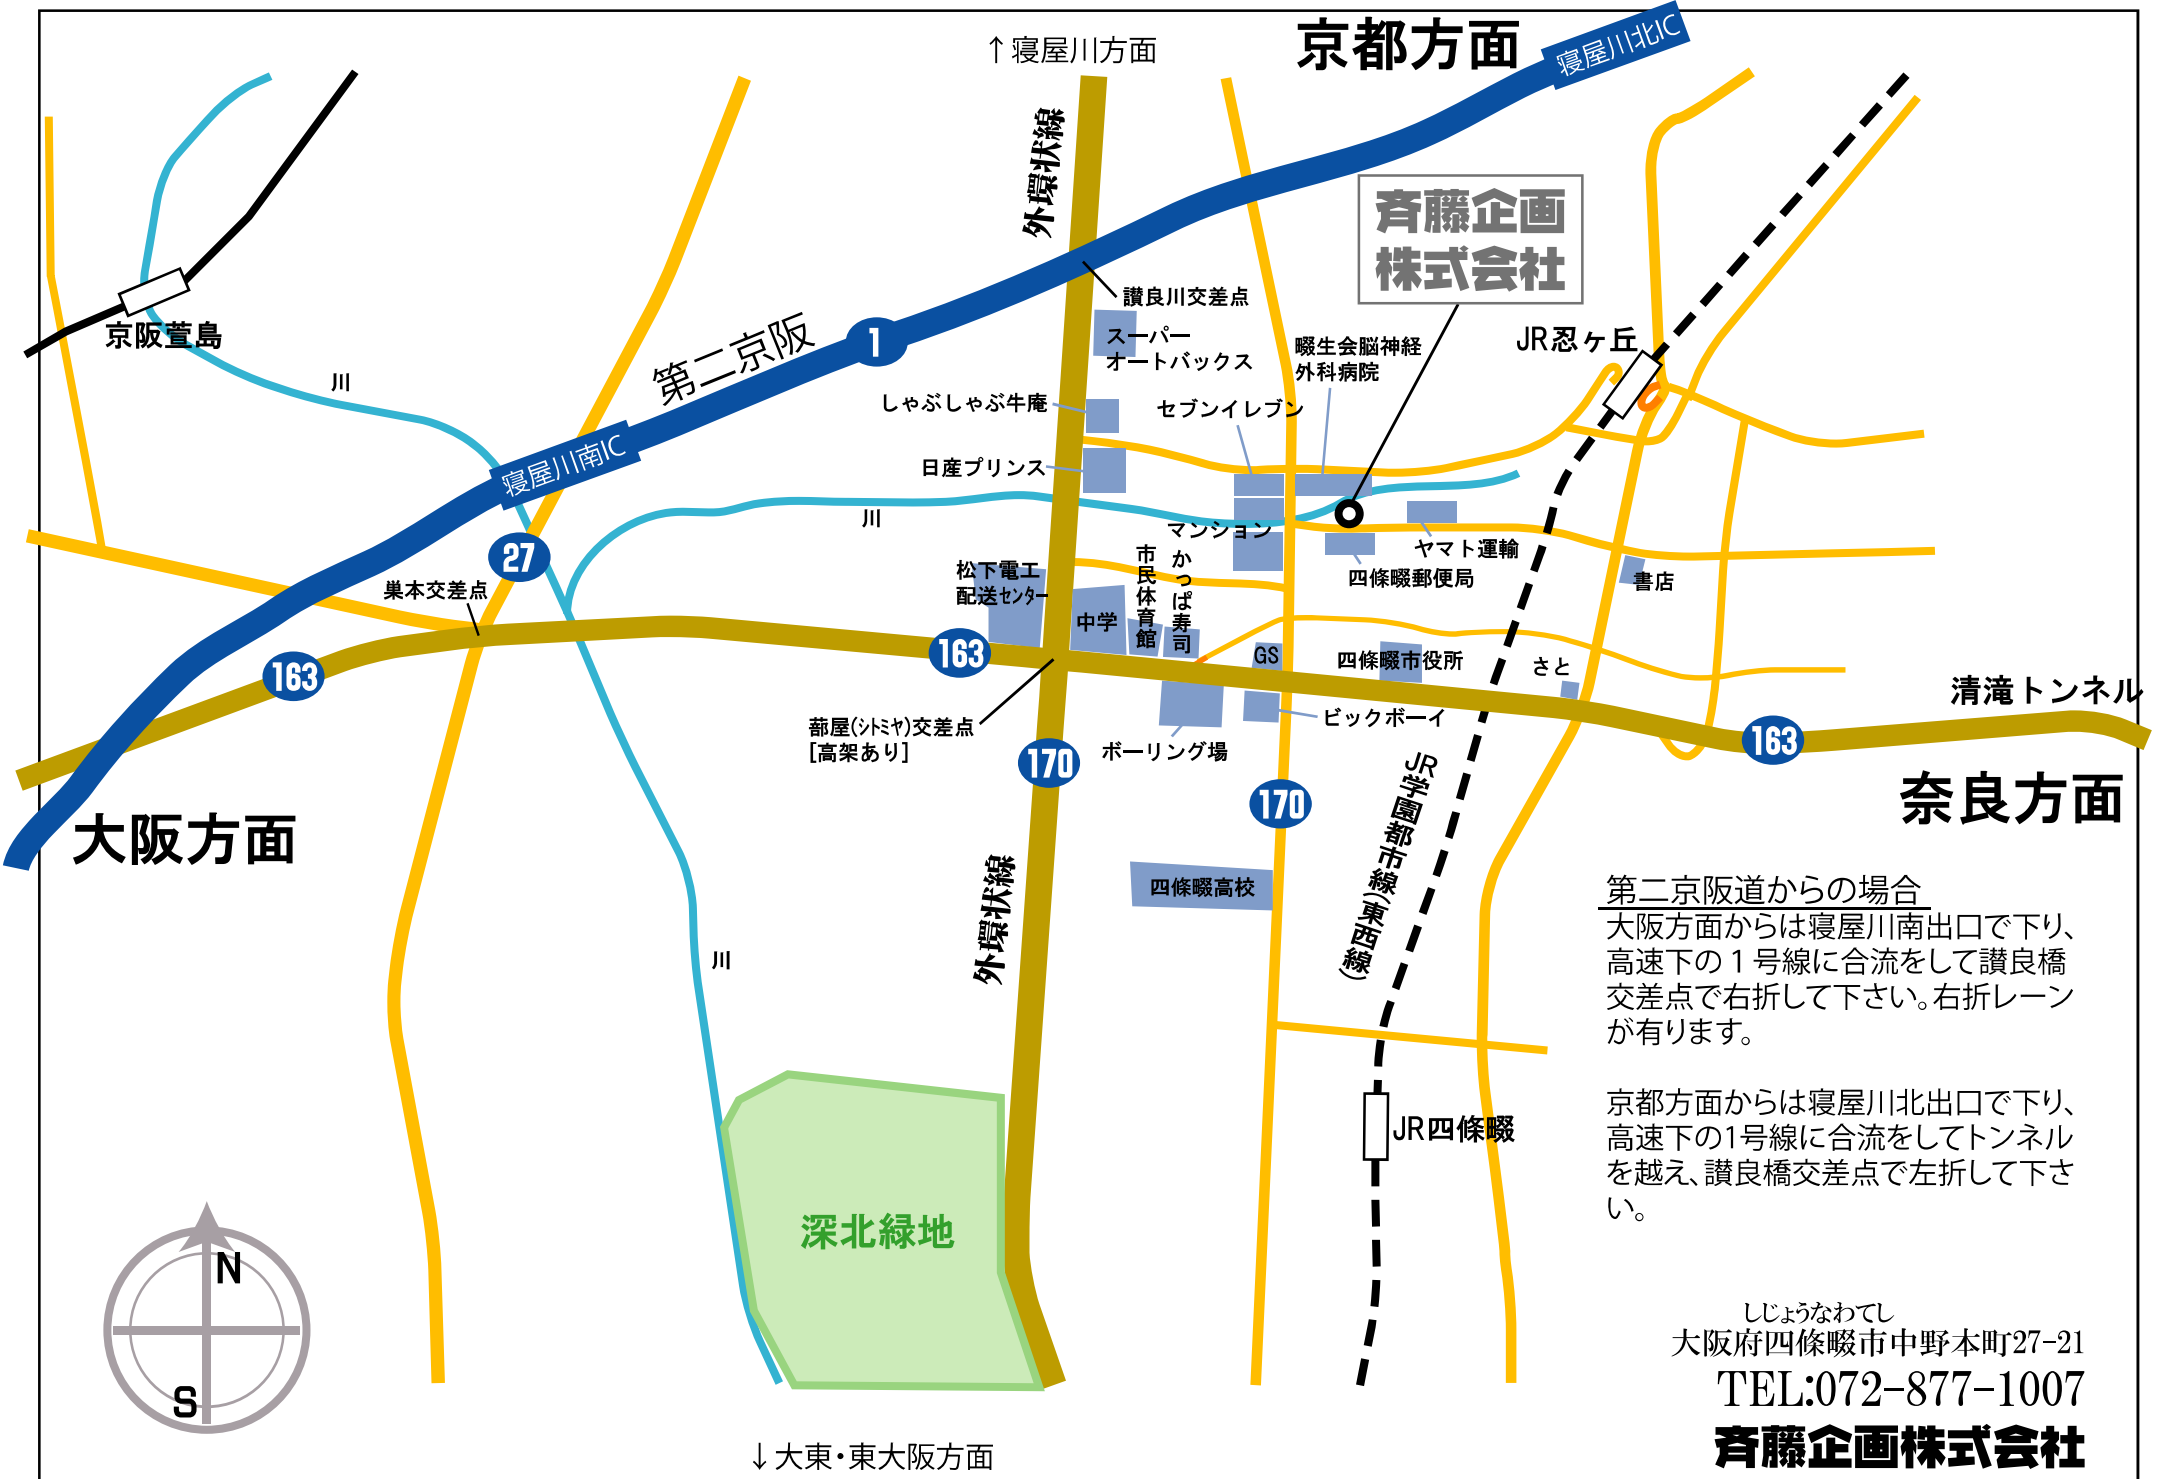 ↑寝屋川方面
京都方面
寝屋川北IC
外環状線
斉藤企画
株式会社
讃良川交差点
スーパー
オートバックス
京阪萱島
川
第二京阪
1
しゃぶしゃぶ牛庵
日産プリンス
セブンイレブン
畷生会脳神経
外科病院
JR忍ヶ丘
寝屋川南IC
川
27
巣本交差点
マンション
ヤマト運輸
四條畷郵便局
書店
松下電工
配送センター
中学
市民体育館
かっぱ寿司
GS
四條畷市役所
さと
清滝トンネル
163
163
163
蔀屋(シトミヤ)交差点
[高架あり]
170
ボーリング場
ビックボーイ
170
JR学園都市線(東西線)
大阪方面
奈良方面
外環状線
四條畷高校
川
第二京阪道からの場合
大阪方面からは寝屋川南出口で下り、
高速下の1号線に合流をして讃良橋
交差点で右折して下さい。右折レーン
が有ります。
京都方面からは寝屋川北出口で下り、
高速下の1号線に合流をしてトンネル
を越え、讃良橋交差点で左折して下さ
い。
JR四條畷
深北緑地
N
S
しじょうなわてし
大阪府四條畷市中野本町27-21
TEL:072-877-1007
斉藤企画株式会社
↓大東・東大阪方面